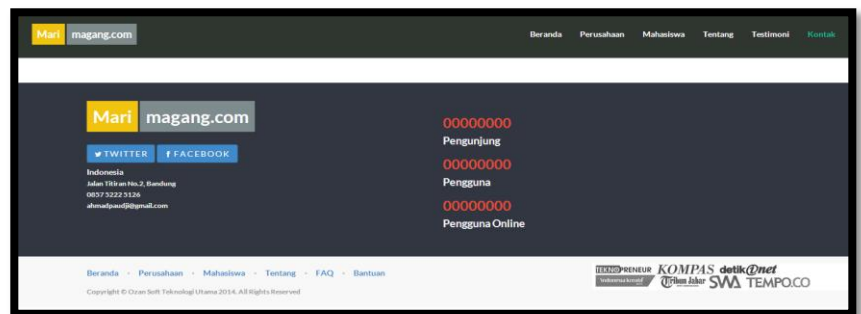 Mari magang.com
Beranda Perusahaan Mahasiswa Tentang Testimoni Kontak
Mari magang.com
TWITTER FACEBOOK
Indonesia
Jalan Titiran No.2, Bandung
0857 5222 5126
ahmadpaudji@gmail.com
00000000
Pengunjung
00000000
Pengguna
00000000
Pengguna Online
Beranda - Perusahaan - Mahasiswa - Tentang - FAQ - Bantuan
Copyright © Ozan Soft Teknologi Utama 2014. All Rights Reserved
TEKNOPRENEUR KOMPAS detikinet
Tribun Jabar SWA TEMPO.CO